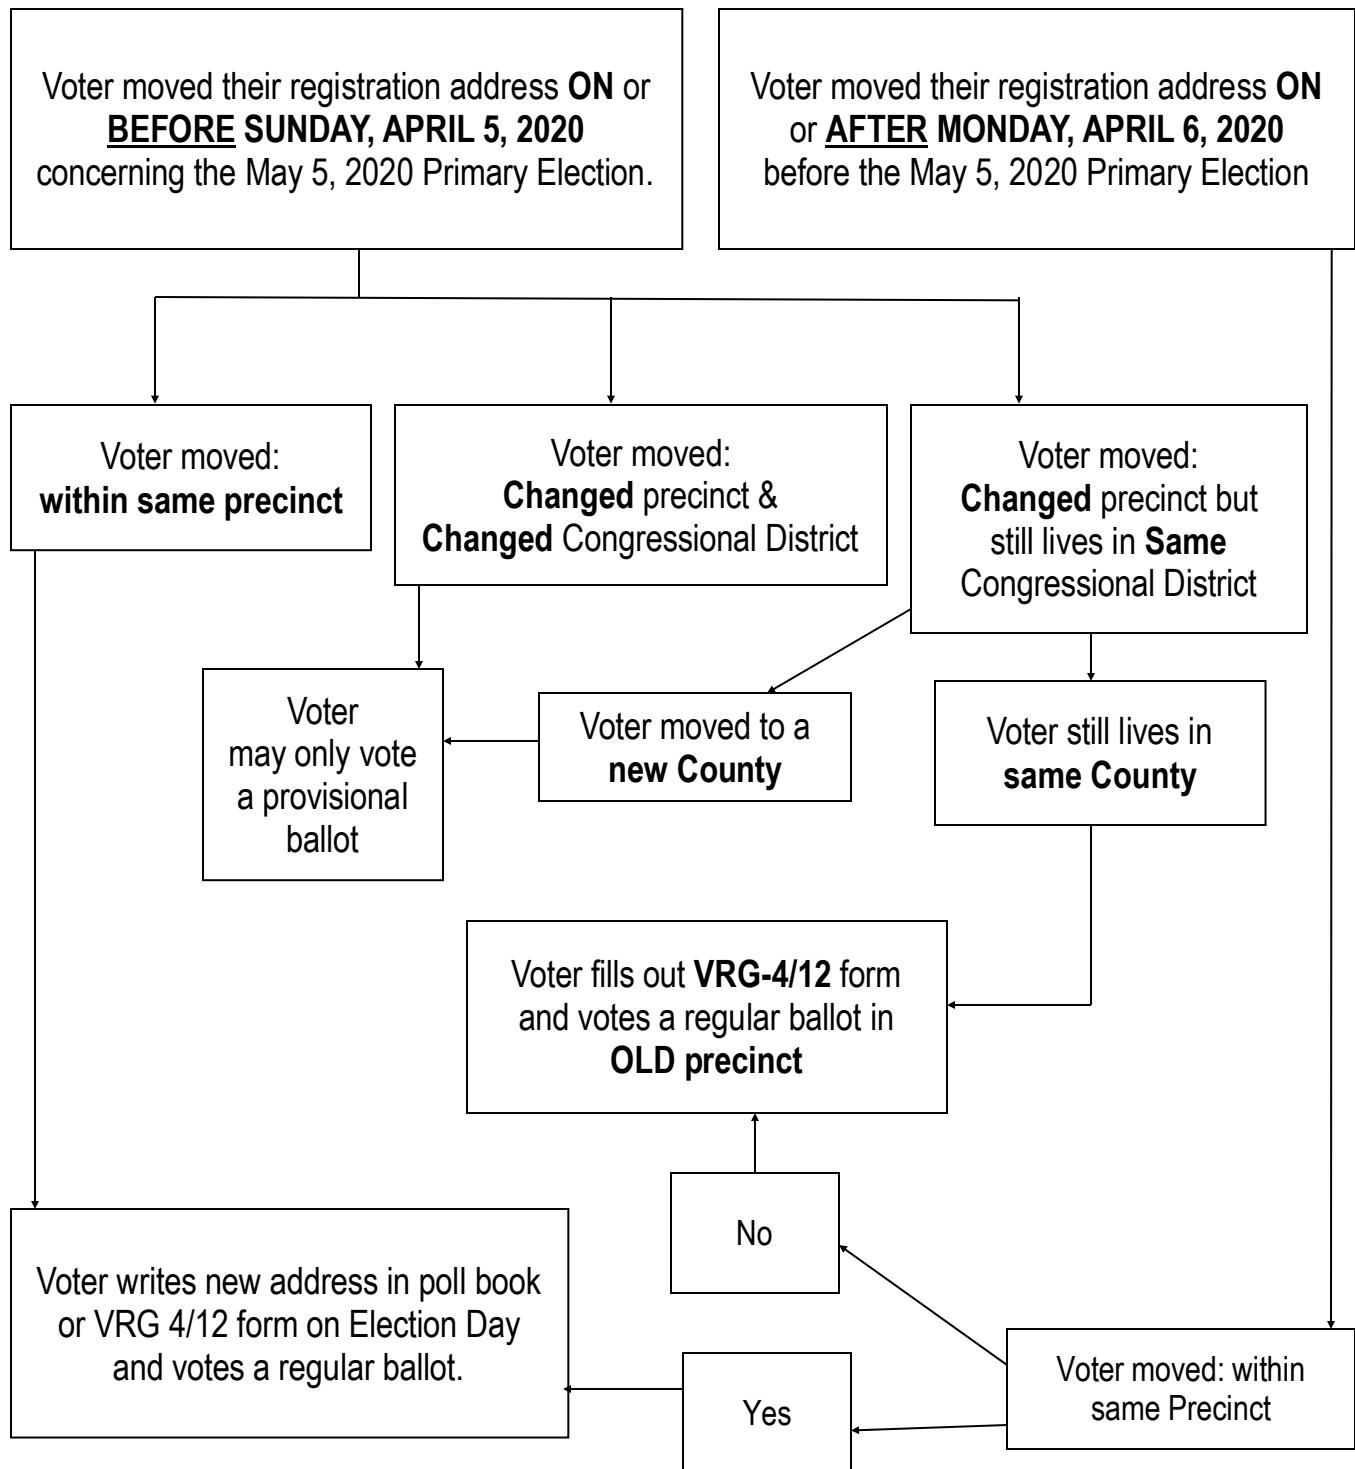 Voter moved their registration address ON or
BEFORE SUNDAY, APRIL 5, 2020
concerning the May 5, 2020 Primary Election.
Voter moved their registration address ON
or AFTER MONDAY, APRIL 6, 2020
before the May 5, 2020 Primary Election
Voter moved:
within same precinct
Voter moved:
Changed precinct &
Changed Congressional District
Voter moved:
Changed precinct but
still lives in Same
Congressional District
Voter
may only vote
a provisional
ballot
Voter moved to a
new County
Voter still lives in
same County
Voter fills out VRG-4/12 form
and votes a regular ballot in
OLD precinct
No
Voter writes new address in poll book
or VRG 4/12 form on Election Day
and votes a regular ballot.
Yes
Voter moved: within
same Precinct